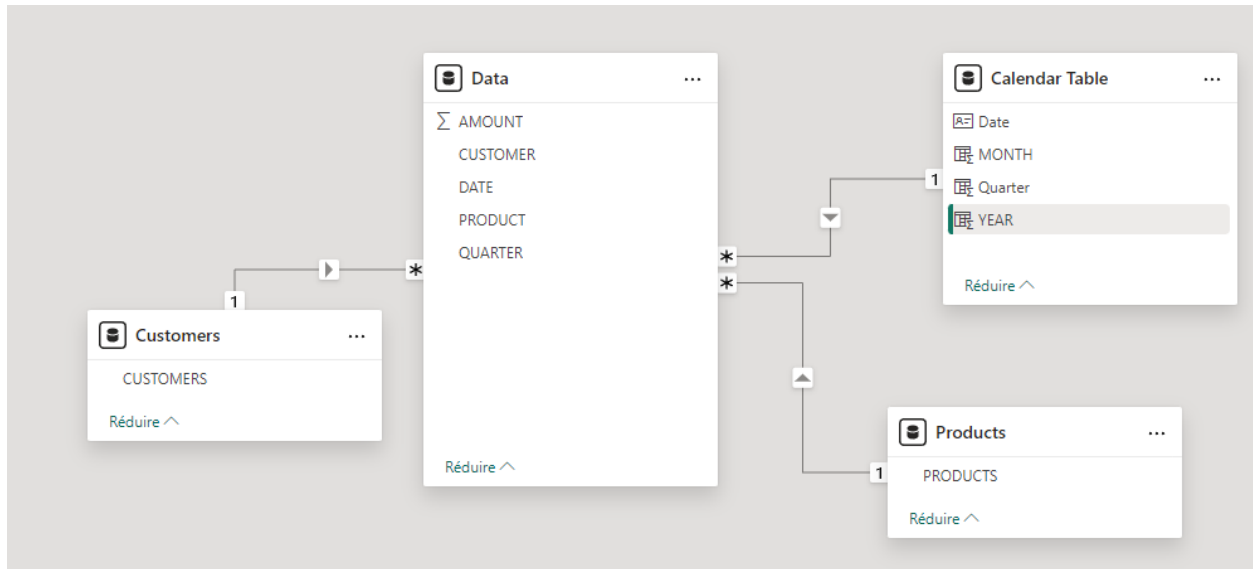 Data
...
AMOUNT
CUSTOMER
DATE
PRODUCT
QUARTER
Réduire
Calendar Table
...
Date
MONTH
Quarter
YEAR
Réduire
Customers
...
CUSTOMERS
Réduire
Products
...
PRODUCTS
Réduire
1
*
1
*
*
1